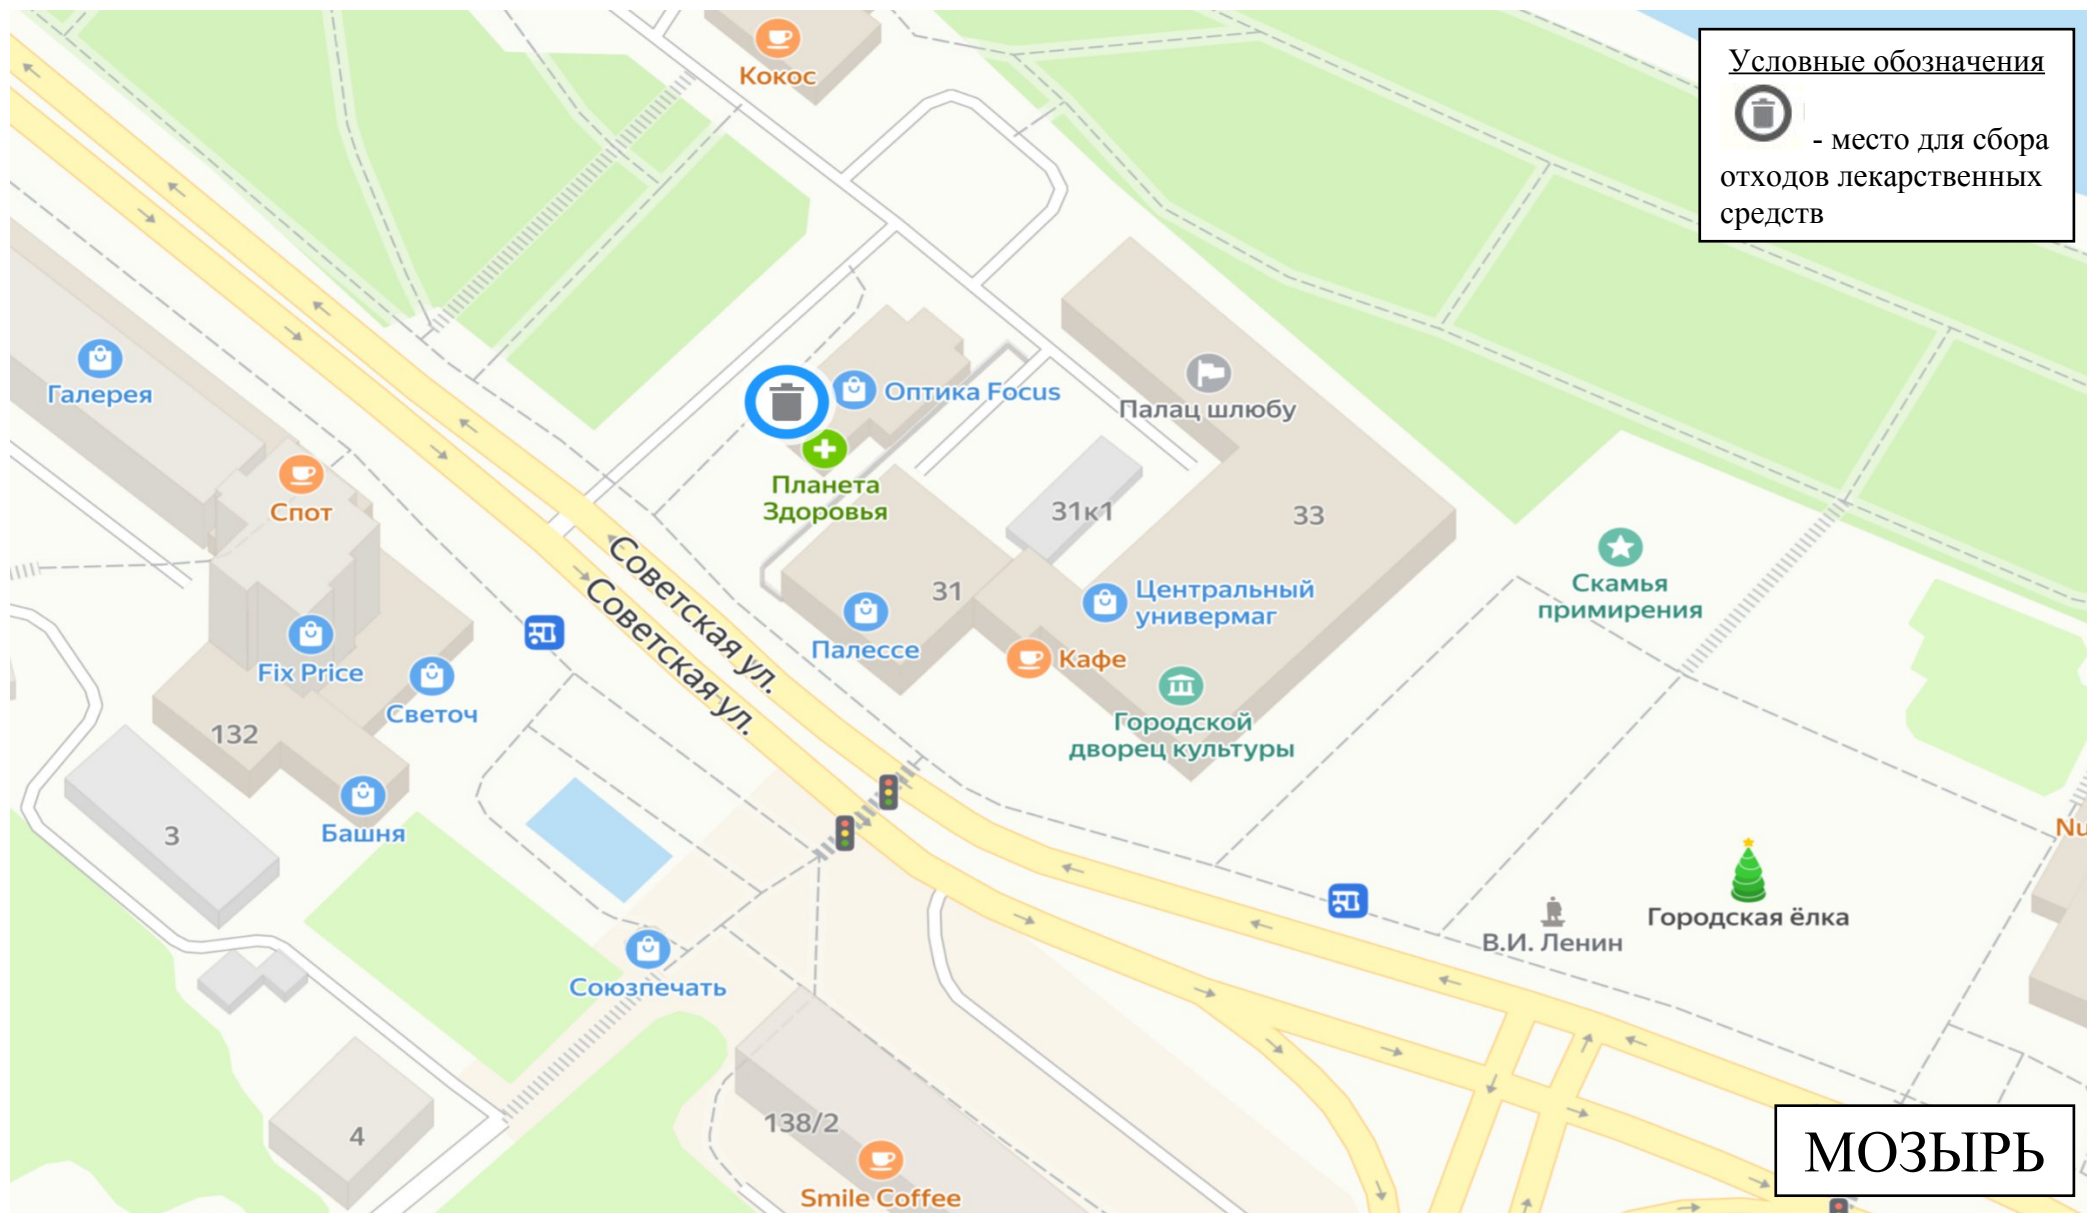 Кокос
Условные обозначения
- место для сбора
отходов лекарственных
средств
Галерея
Оптика Focus
Палац шлюбу
Спот
Планета
Здоровья
31к1
33
Скамья
примирения
Советская ул.
Советская ул.
31
Центральный
универмаг
Палессе
Кафе
Fix Price
Светоч
132
Городской
дворец культуры
Башня
3
Nu
Городская ёлка
В.И. Ленин
Союзпечать
138/2
4
Smile Coffee
МОЗЫРЬ